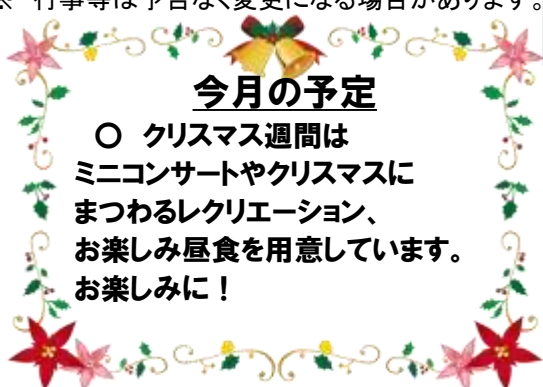 ※ 行事等は予告なく変更になる場合があります。
今月の予定
〇 クリスマス週間は
ミニコンサートやクリスマスに
まつわるレクリエーション、
お楽しみ昼食を用意しています。
お楽しみに！